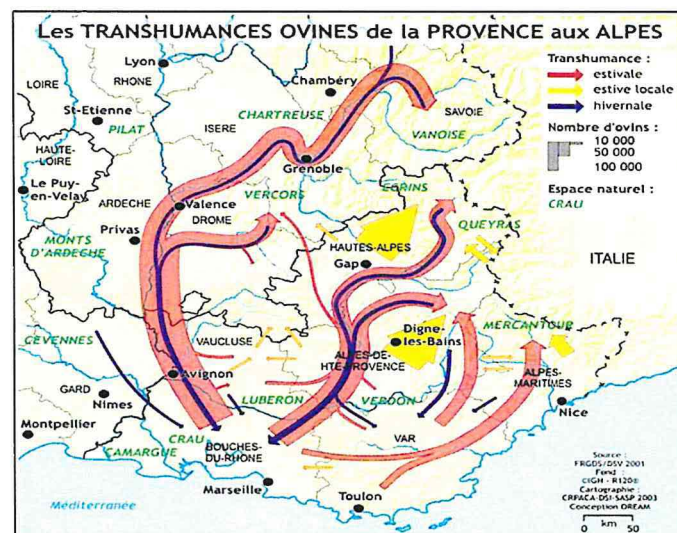 Les TRANSHUMANCES OVINES de la PROVENCE aux ALPES
Transhumance :
estivale
estive locale
hivernale
Nombre d'ovins :
10 000
50 000
100 000
Espace naturel :
CRAU
Lyon
LOIRE
RHONE
Chambéry
St-Etienne
CHARTREUSE
SAVOIE
PILAT
ISERE
VANOISE
HAUTE-
LOIRE
Grenoble
Le Puy-
en-Velay
ARDECHE
Valence
VERCORS
ECRINS
DROME
Privas
QUEYRAS
MONTS
D'ARDECHE
HAUTES-ALPES
Gap
ITALIE
CEVENNES
VAUCLUSE
Digne-
les-Bains
MERCANTOUR
ALPES-DE-
HTE-PROVENCE
Avignon
ALPES-
MARITIMES
GARD
Nimes
LUBERON
VERDON
Nice
Montpellier
CRAU
VAR
CAMARGUE
BOUCHES-
DU-RHÔNE
Marseille
Toulon
Méditerranée
Source :
FRGDS/DSV 2001
Fond :
CIGH - R120®
Cartographie :
CRPACA-DSI-SASP 2003
Conception DREAM
0 km 50